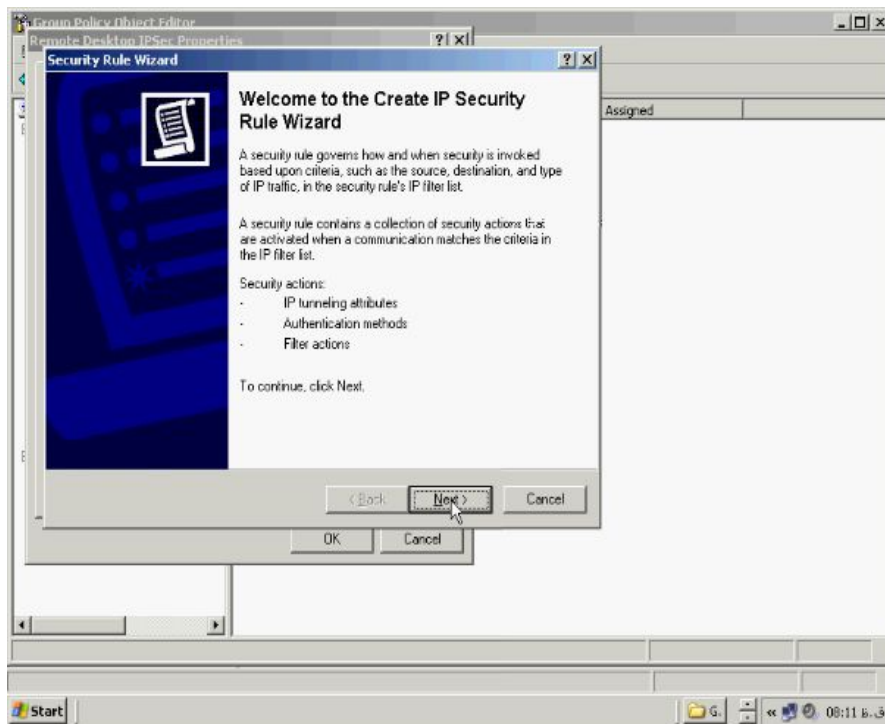 Group Policy Object Editor
Remote Desktop IPSec Properties
Security Rule Wizard
Welcome to the Create IP Security
Rule Wizard
Assigned
A security rule governs how and when security is invoked
based upon criteria, such as the source, destination, and type
of IP traffic, in the security rule's IP filter list.
A security rule contains a collection of security actions that
are activated when a communication matches the criteria in
the IP filter list.
Security actions:
- IP tunneling attributes
- Authentication methods
- Filter actions
To continue, click Next.
< Back
Next >
Cancel
OK
Cancel
Start
G.
« 08:11